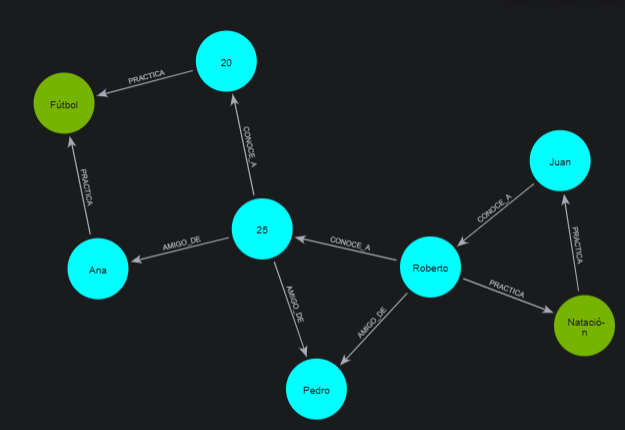 20
PRACTICA
Fútbol
CONOCE_A
Juan
PRACTICA
CONOCE_A
25
AMIGO_DE
CONOCE_A
PRACTICA
Ana
Roberto
PRACTICA
AMIGO_DE
AMIGO_DE
Natació-
n
Pedro